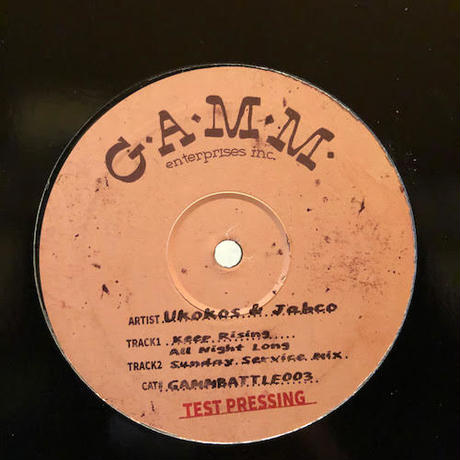 G·A·M·M·
enterprises inc.
ARTIST Ukokos & Jabco
TRACK1 Keep Rising
All Night Long
TRACK2 Sunday Service Mix
CAT# GAMMBATTLE003
TEST PRESSING